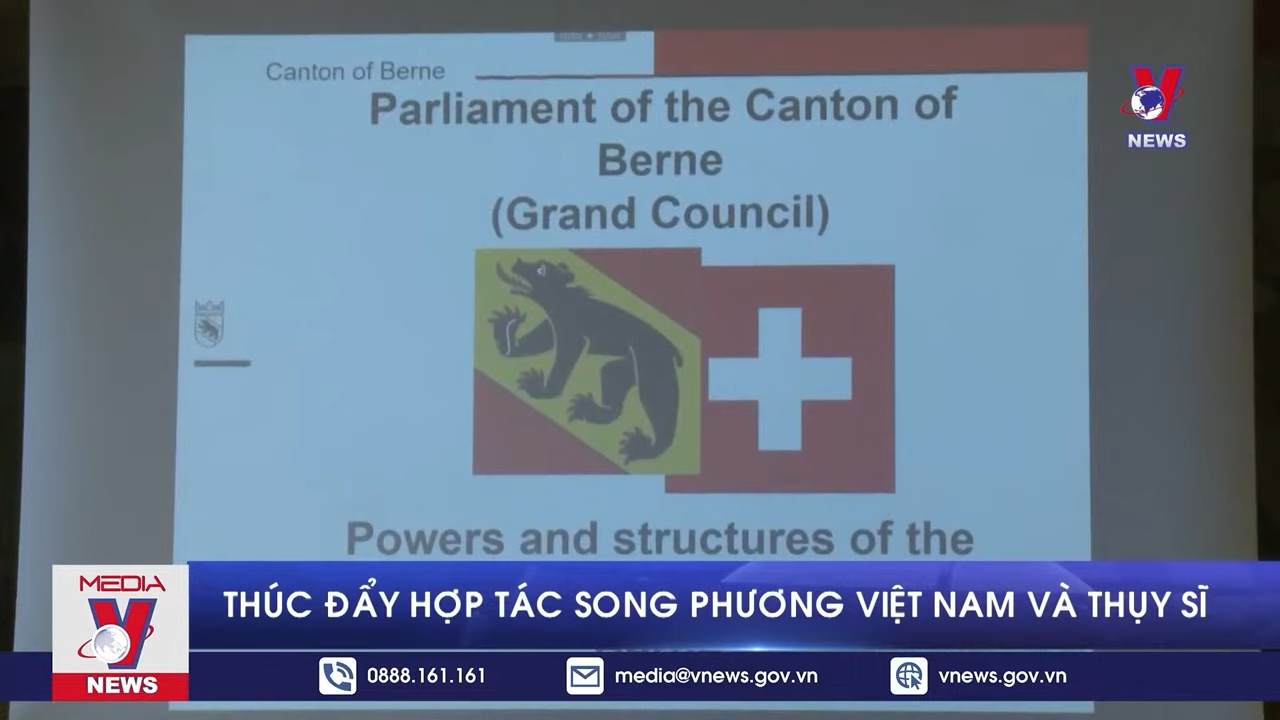 Canton of Berne
Parliament of the Canton of
Berne
(Grand Council)
Powers and structures of the
NEWS
MEDIA
NEWS
THÚC ĐẨY HỢP TÁC SONG PHƯƠNG VIỆT NAM VÀ THỤY SĨ
0888.161.161
media@vnews.gov.vn
vnews.gov.vn